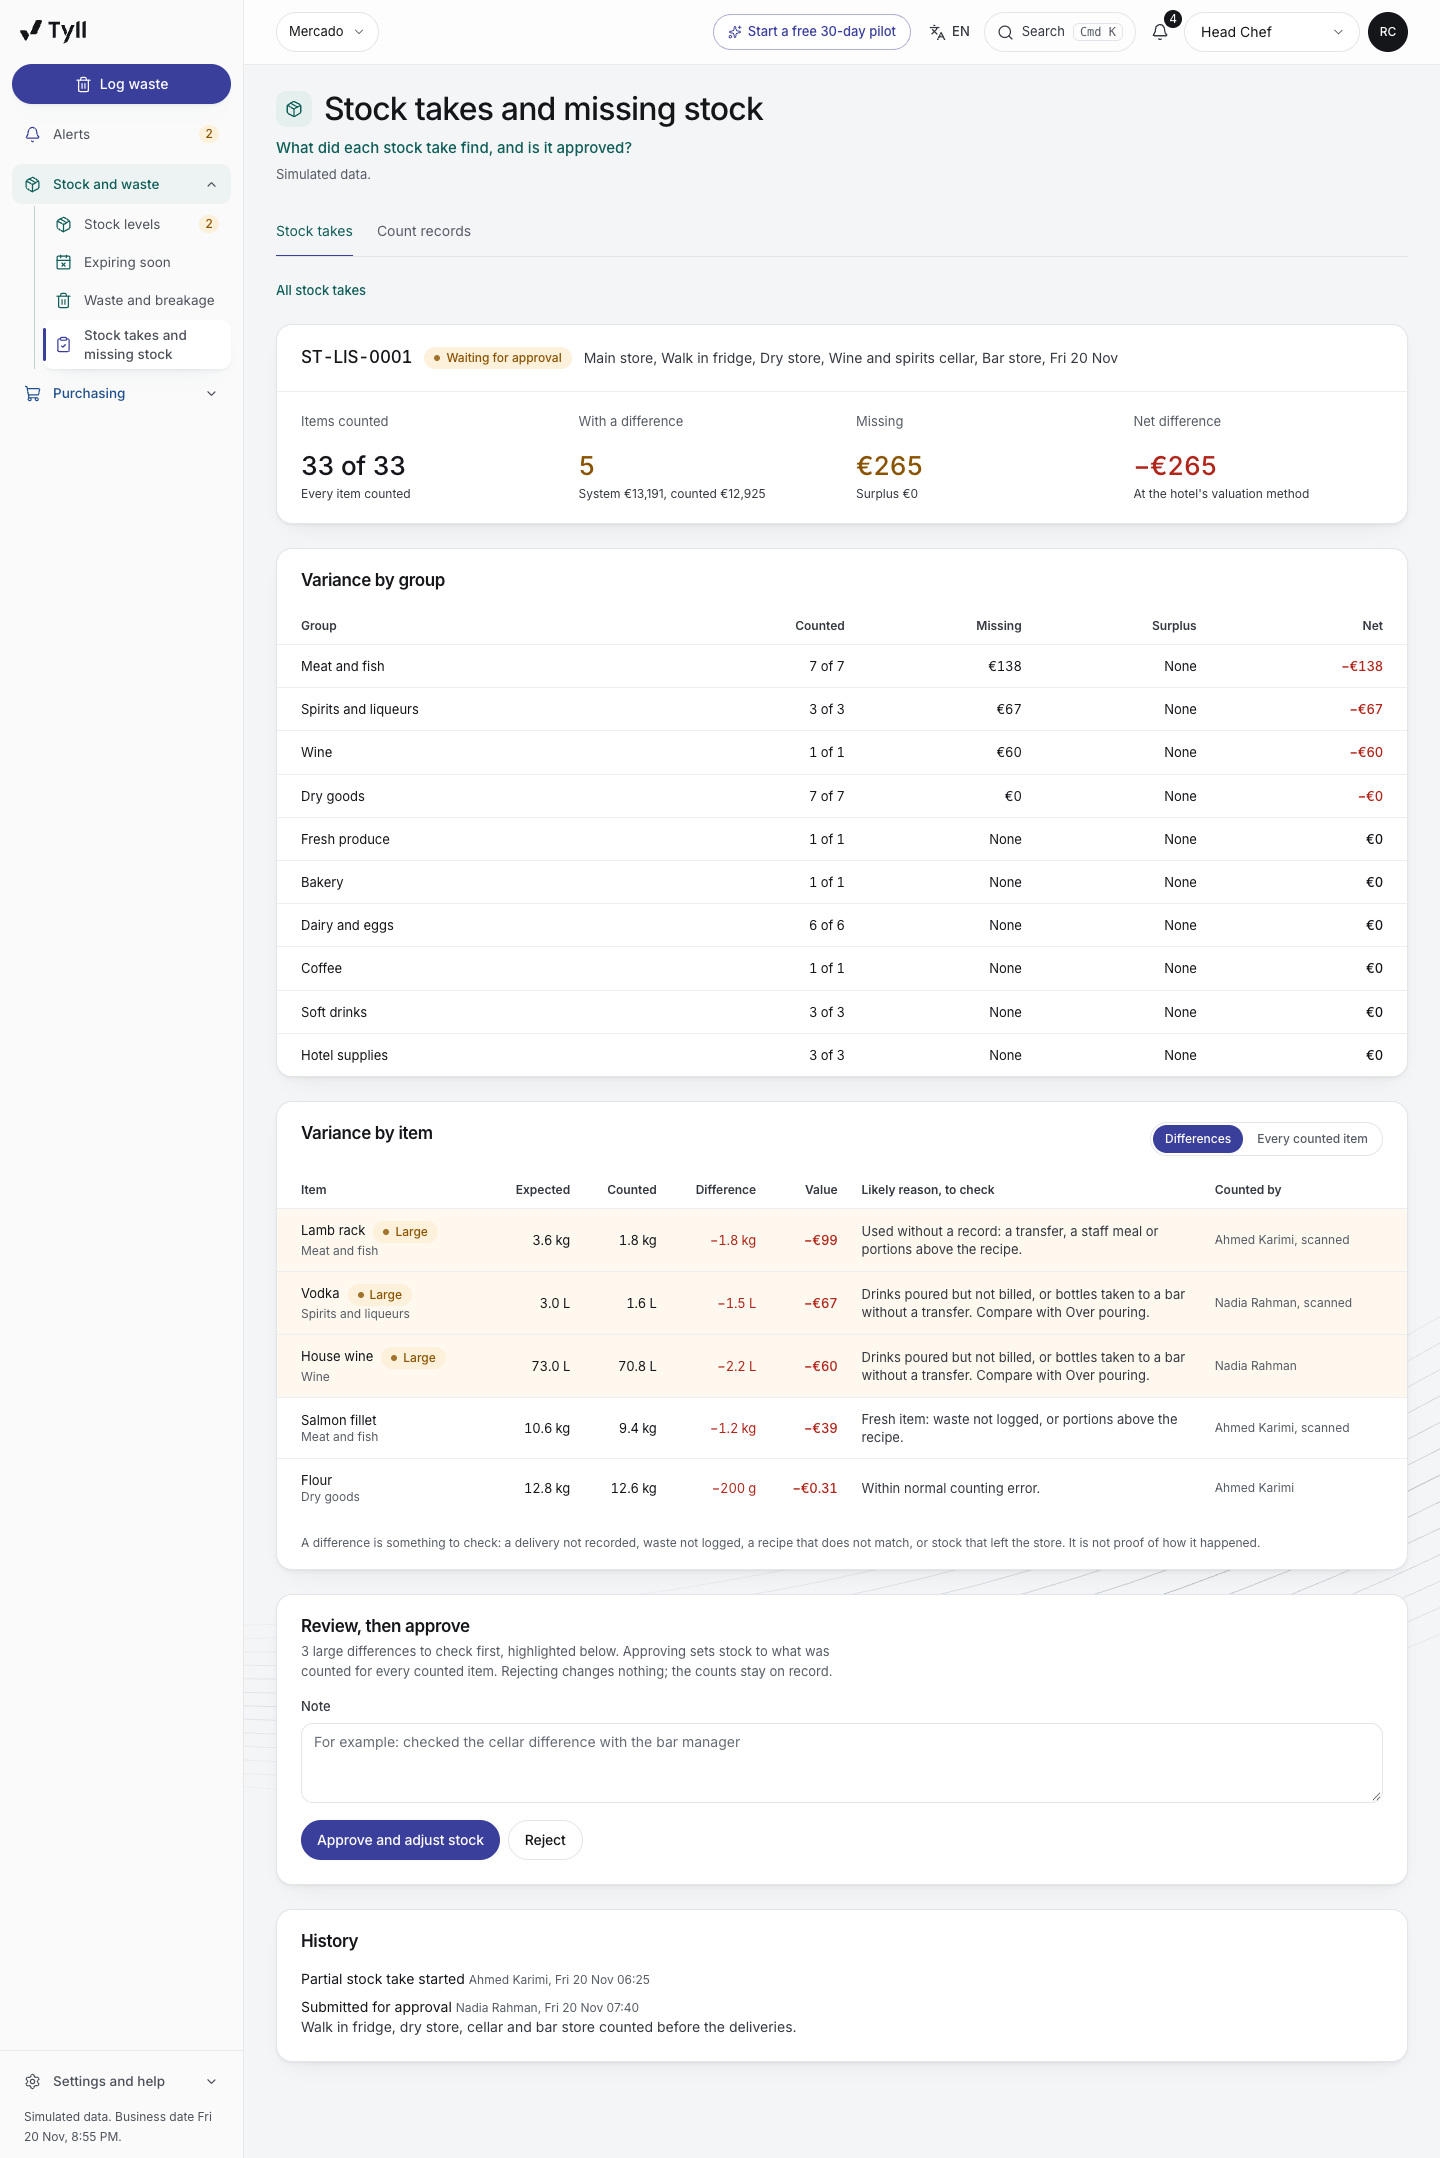 Tyll
Mercado
Start a free 30-day pilot
EN
Search Cmd K
4
Head Chef
RC
Log waste
Alerts 2
Stock and waste
Stock levels 2
Expiring soon
Waste and breakage
Stock takes and
missing stock
Purchasing
Stock takes and missing stock
What did each stock take find, and is it approved?
Simulated data.
Stock takes Count records
All stock takes
ST-LIS-0001 Waiting for approval Main store, Walk in fridge, Dry store, Wine and spirits cellar, Bar store, Fri 20 Nov
Items counted With a difference Missing Net difference
33 of 33 5 €265 −€265
Every item counted System €13,191, counted €12,925 Surplus €0 At the hotel's valuation method
Variance by group
Group Counted Missing Surplus Net
Meat and fish 7 of 7 €138 None −€138
Spirits and liqueurs 3 of 3 €67 None −€67
Wine 1 of 1 €60 None −€60
Dry goods 7 of 7 €0 None −€0
Fresh produce 1 of 1 None None €0
Bakery 1 of 1 None None €0
Dairy and eggs 6 of 6 None None €0
Coffee 1 of 1 None None €0
Soft drinks 3 of 3 None None €0
Hotel supplies 3 of 3 None None €0
Variance by item
Differences Every counted item
Item Expected Counted Difference Value Likely reason, to check Counted by
Lamb rack Large
Meat and fish
3.6 kg 1.8 kg −1.8 kg −€99
Used without a record: a transfer, a staff meal or
portions above the recipe.
Ahmed Karimi, scanned
Vodka Large
Spirits and liqueurs
3.0 L 1.6 L −1.5 L −€67
Drinks poured but not billed, or bottles taken to a bar
without a transfer. Compare with Over pouring.
Nadia Rahman, scanned
House wine Large
Wine
73.0 L 70.8 L −2.2 L −€60
Drinks poured but not billed, or bottles taken to a bar
without a transfer. Compare with Over pouring.
Nadia Rahman
Salmon fillet
Meat and fish
10.6 kg 9.4 kg −1.2 kg −€39
Fresh item: waste not logged, or portions above the
recipe.
Ahmed Karimi, scanned
Flour
Dry goods
12.8 kg 12.6 kg −200 g −€0.31
Within normal counting error.
Ahmed Karimi
A difference is something to check: a delivery not recorded, waste not logged, a recipe that does not match, or stock that left the store. It is not proof of how it happened.
Review, then approve
3 large differences to check first, highlighted below. Approving sets stock to what was
counted for every counted item. Rejecting changes nothing; the counts stay on record.
Note
For example: checked the cellar difference with the bar manager
Approve and adjust stock Reject
History
Partial stock take started Ahmed Karimi, Fri 20 Nov 06:25
Submitted for approval Nadia Rahman, Fri 20 Nov 07:40
Walk in fridge, dry store, cellar and bar store counted before the deliveries.
Settings and help
Simulated data. Business date Fri
20 Nov, 8:55 PM.